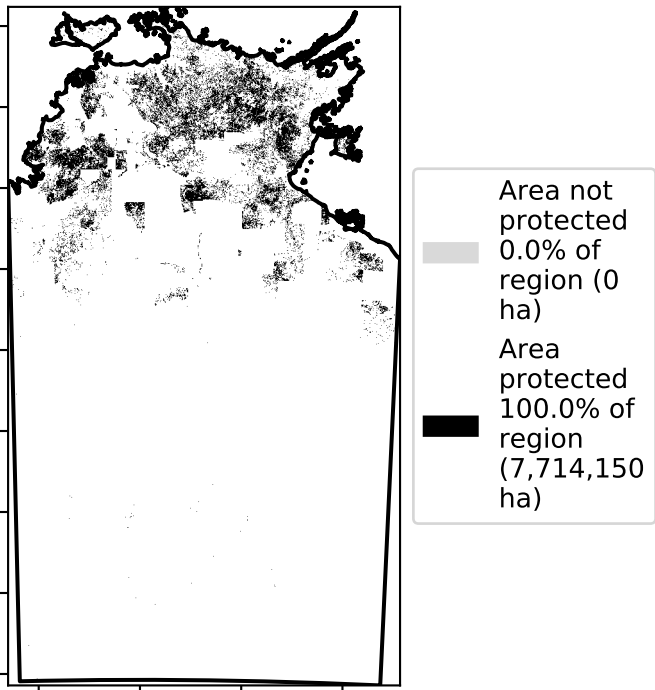 Area not
protected
0.0% of
region (0
ha)
Area
protected
100.0% of
region
(7,714,150
ha)